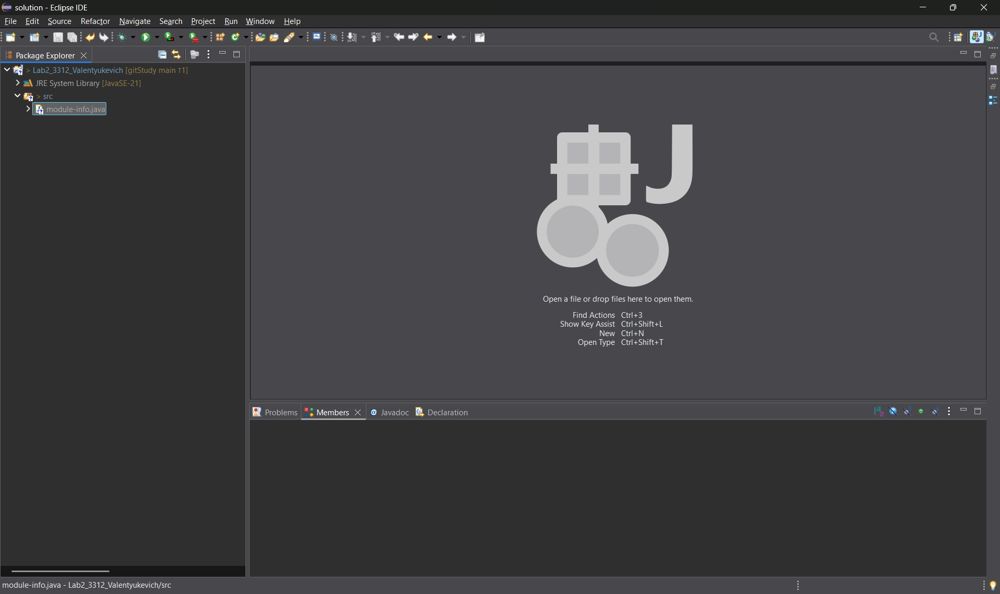 solution - Eclipse IDE
File Edit Source Refactor Navigate Search Project Run Window Help
Package Explorer
> Lab2_3312_Valentyukevich [gitStudy main ↑1]
JRE System Library [JavaSE-21]
> src
module-info.java
J
Open a file or drop files here to open them.
Find Actions Ctrl+3
Show Key Assist Ctrl+Shift+L
New Ctrl+N
Open Type Ctrl+Shift+T
Problems Members @ Javadoc Declaration
module-info.java - Lab2_3312_Valentyukevich/src